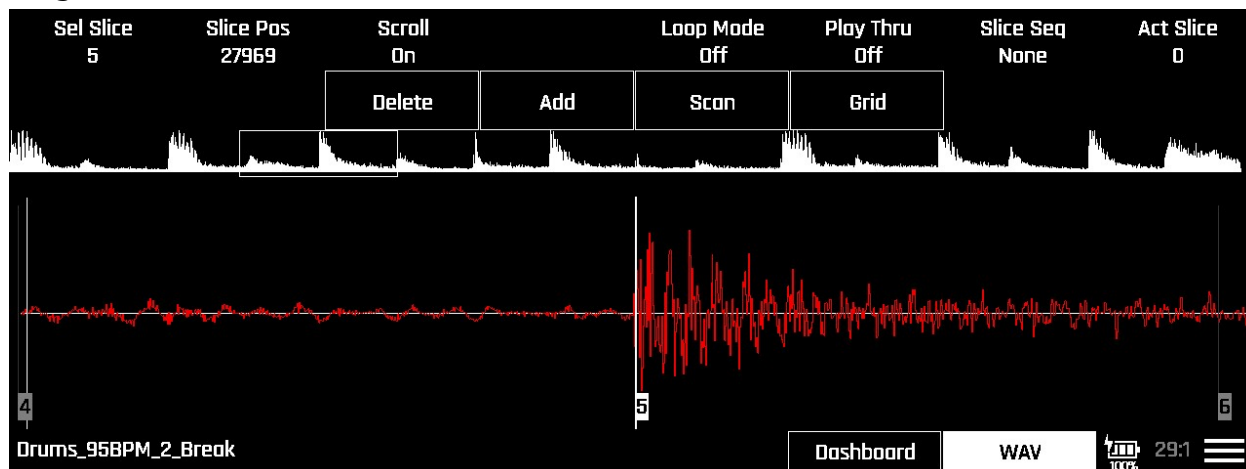 Sel Slice Slice Pos Scroll Loop Mode Play Thru Slice Seq Act Slice
5 27969 On Off Off None 0
Delete Add Scan Grid
4 5 6
Drums_95BPM_2_Break Dashboard WAV 100% 29:1